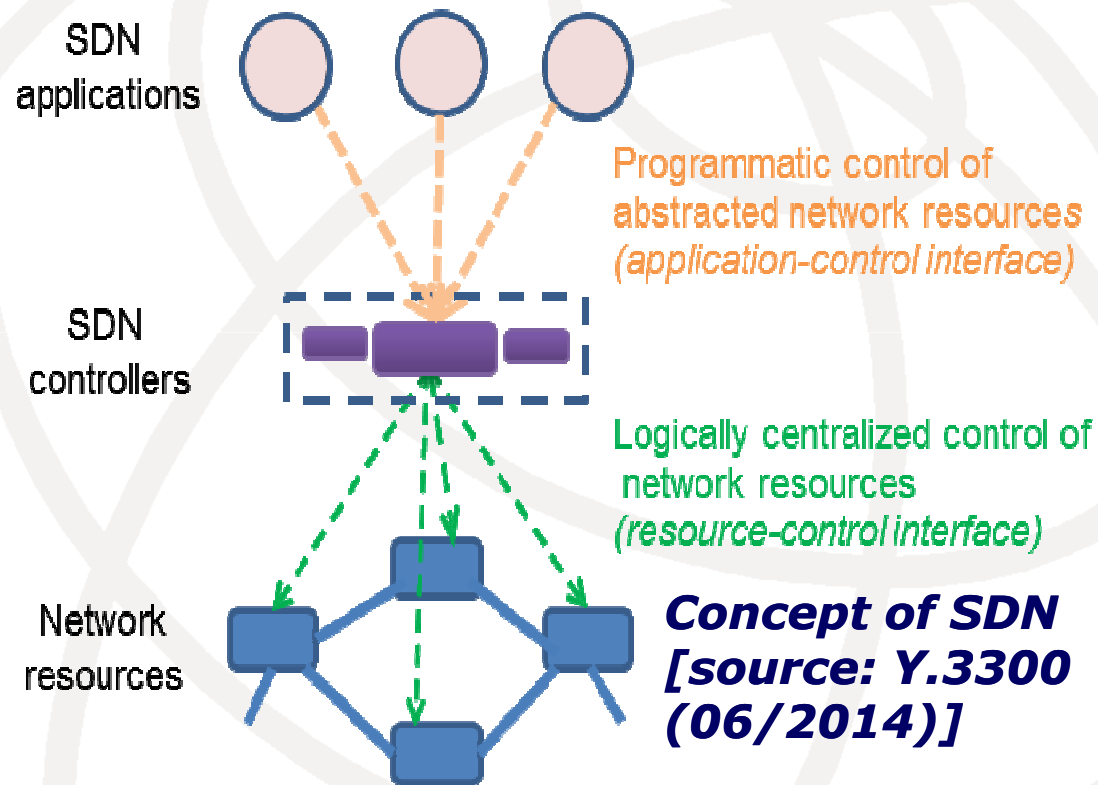 SDN
applications
Programmatic control of
abstracted network resources
(application-control interface)
SDN
controllers
Logically centralized control of
network resources
(resource-control interface)
Network
resources
Concept of SDN
[source: Y.3300
(06/2014)]